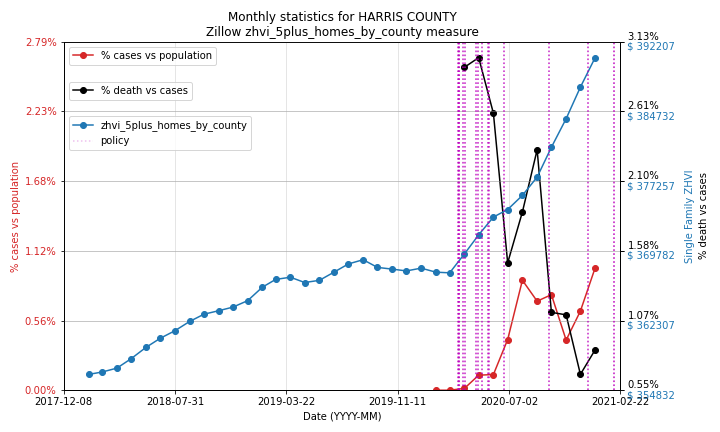 Monthly statistics for HARRIS COUNTY
Zillow zhvi_5plus_homes_by_county measure
2.79%
2.23%
1.68%
1.12%
0.56%
0.00%
% cases vs population
% cases vs population
% death vs cases
zhvi_5plus_homes_by_county
policy
3.13%
$ 392207
2.61%
$ 384732
2.10%
$ 377257
1.58%
$ 369782
1.07%
$ 362307
0.55%
$ 354832
Single Family ZHVI
% death vs cases
2017-12-08
2018-07-31
2019-03-22
2019-11-11
2020-07-02
2021-02-22
Date (YYYY-MM)